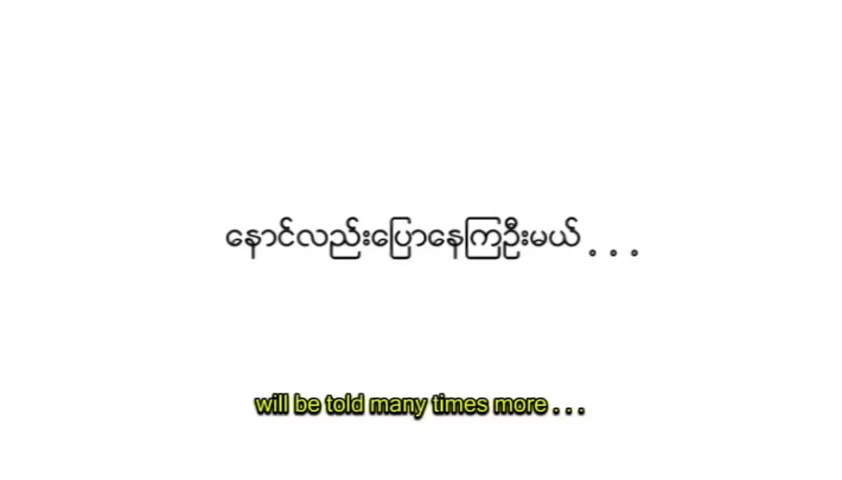 နောင်လည်းပြောနေကြဦးမယ် . . .
will be told many times more . . .